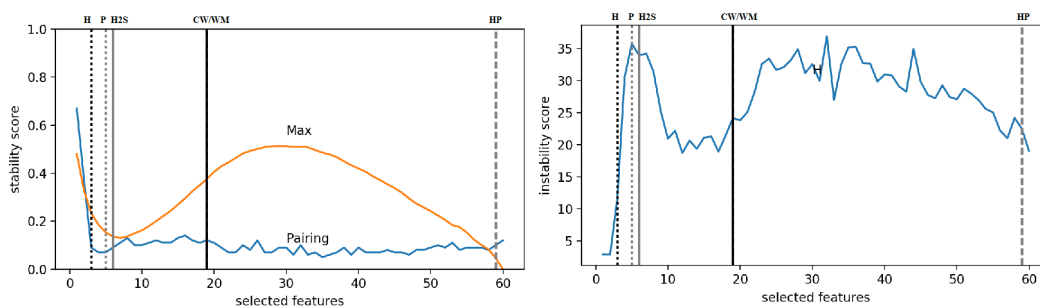 H P H2S CW/WM HP
1.0
0.8
0.6
0.4
0.2
0.0
stability score
Max
Pairing
0 10 20 30 40 50 60
selected features
H P H2S CW/WM HP
35
30
25
20
15
10
5
instability score
H
0 10 20 30 40 50 60
selected features